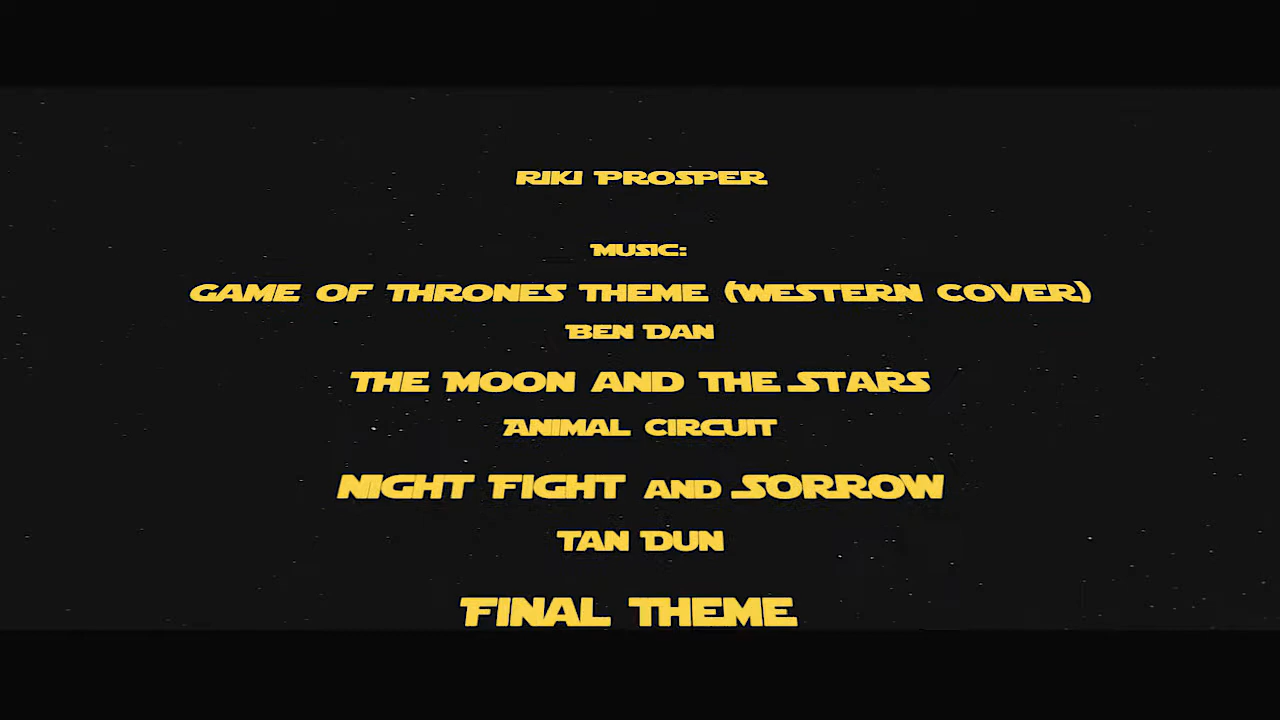 Riki Prosper
Music:
Game of Thrones Theme (Western Cover)
Ben Dan
The Moon and the Stars
Animal Circuit
Night Fight and Sorrow
Tan Dun
Final Theme